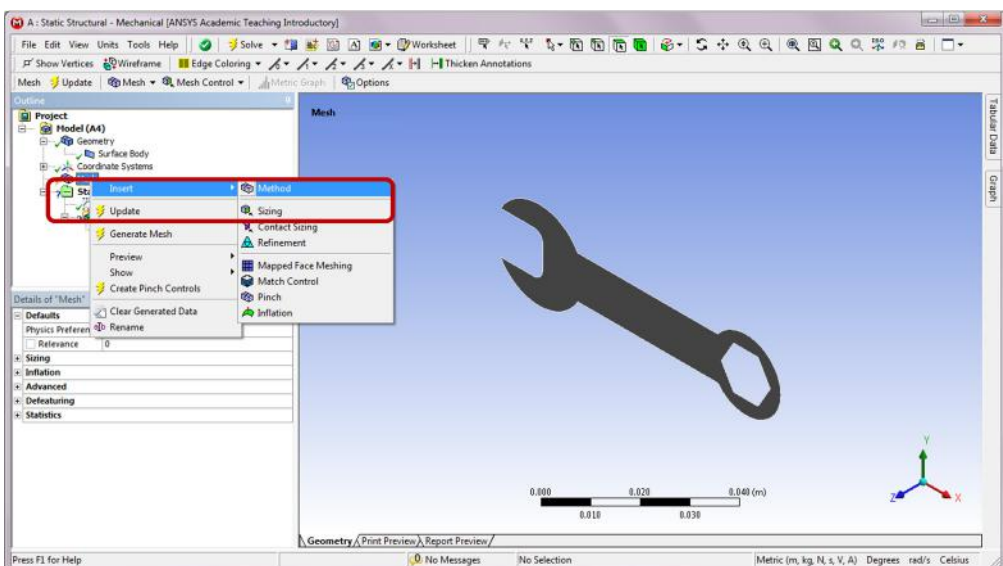 A : Static Structural - Mechanical [ANSYS Academic Teaching Introductory]
File Edit View Units Tools Help Solve Worksheet
Show Vertices Wireframe Edge Coloring Thicken Annotations
Mesh Update Mesh Mesh Control Metric Graph Options
Outline
Project
Model (A4)
Geometry
Surface Body
Coordinate Systems
Insert
Update
Generate Mesh
Preview
Show
Create Pinch Controls
Clear Generated Data
Rename
Method
Sizing
Contact Sizing
Refinement
Mapped Face Meshing
Match Control
Pinch
Inflation
Details of "Mesh"
Defaults
Physics Preferen
Relevance 0
Sizing
Inflation
Advanced
Defeaturing
Statistics
Mesh
Tabular Data
Graph
Y
Z X
0.000 0.020 0.040 (m)
0.010 0.030
Geometry Print Preview Report Preview
Press F1 for Help 0 No Messages No Selection Metric (m, kg, N, s, V, A) Degrees rad/s Celsius